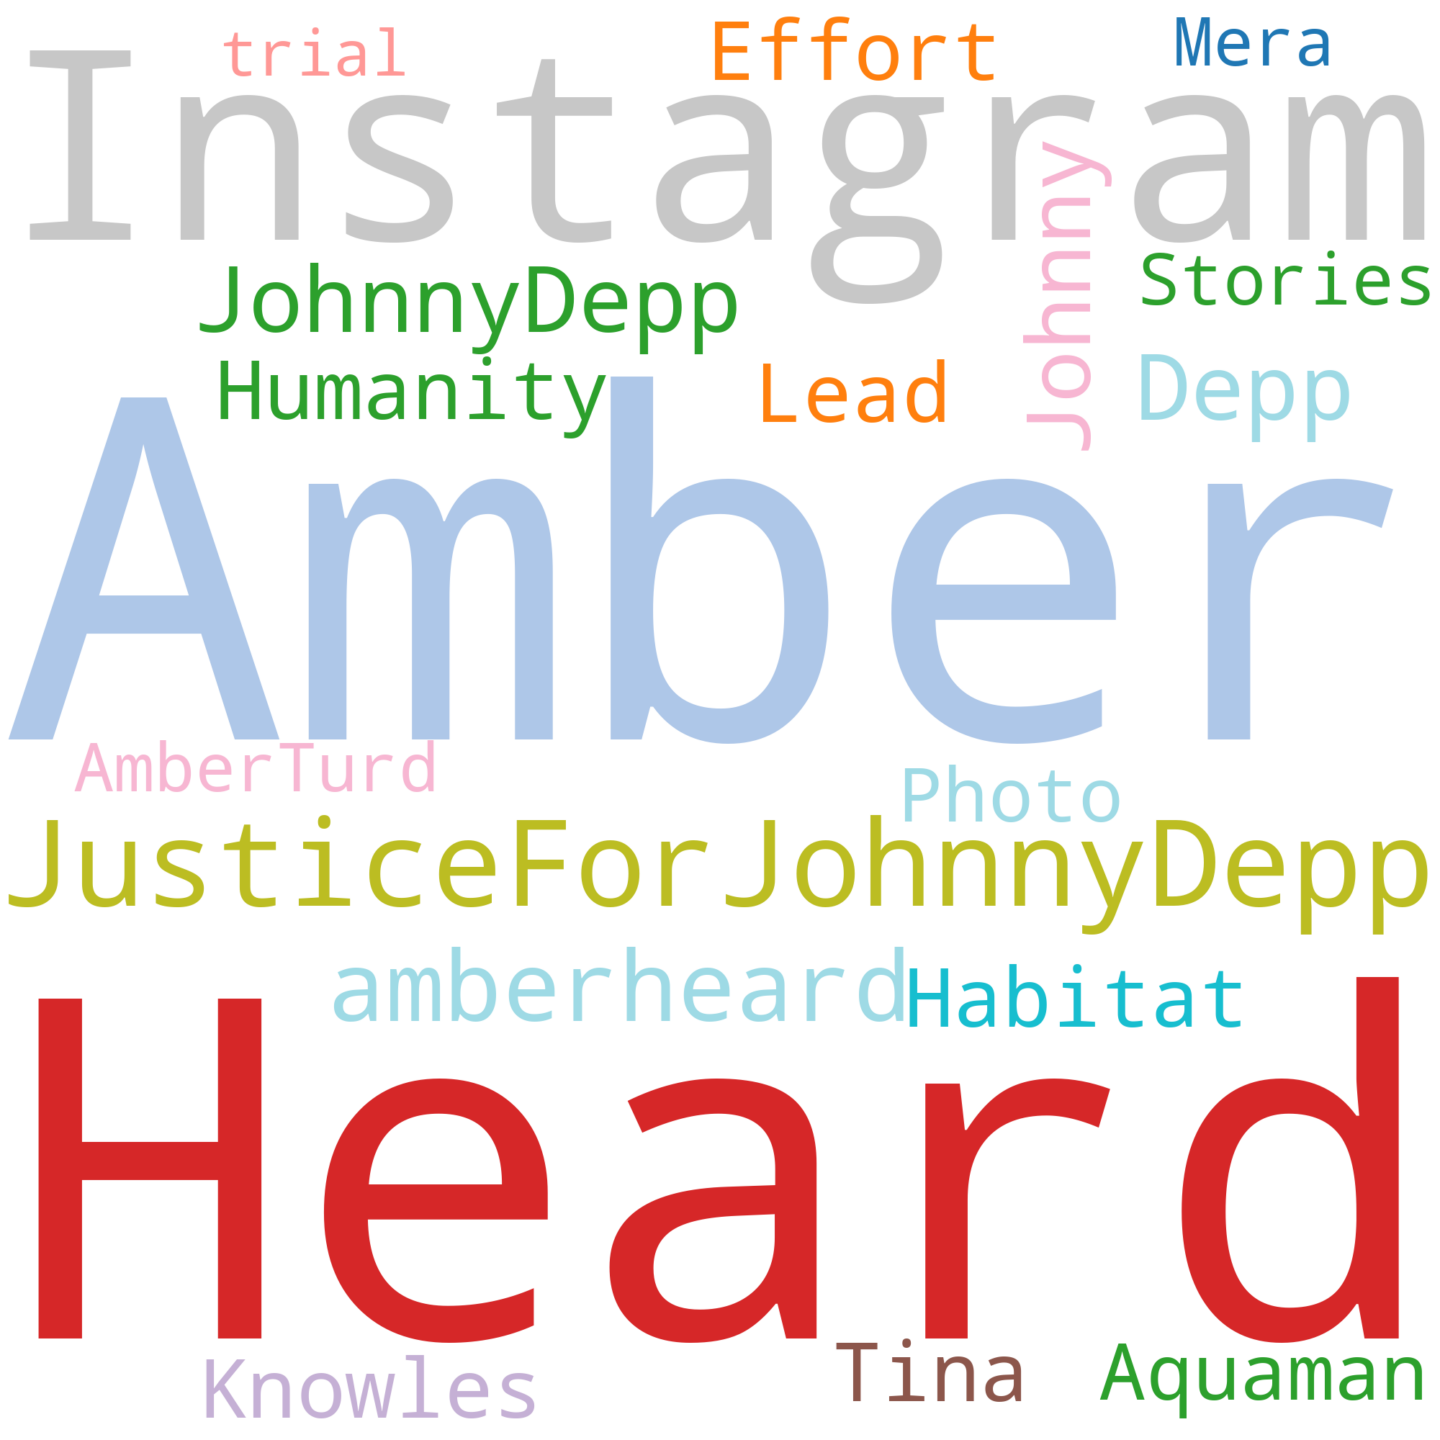 trial
Effort
Mera
Instagram
Johnny
JohnnyDepp
Stories
Humanity
Lead
Depp
Amber
AmberTurd
Photo
JusticeForJohnnyDepp
amberheard
Habitat
Heard
Knowles
Tina
Aquaman